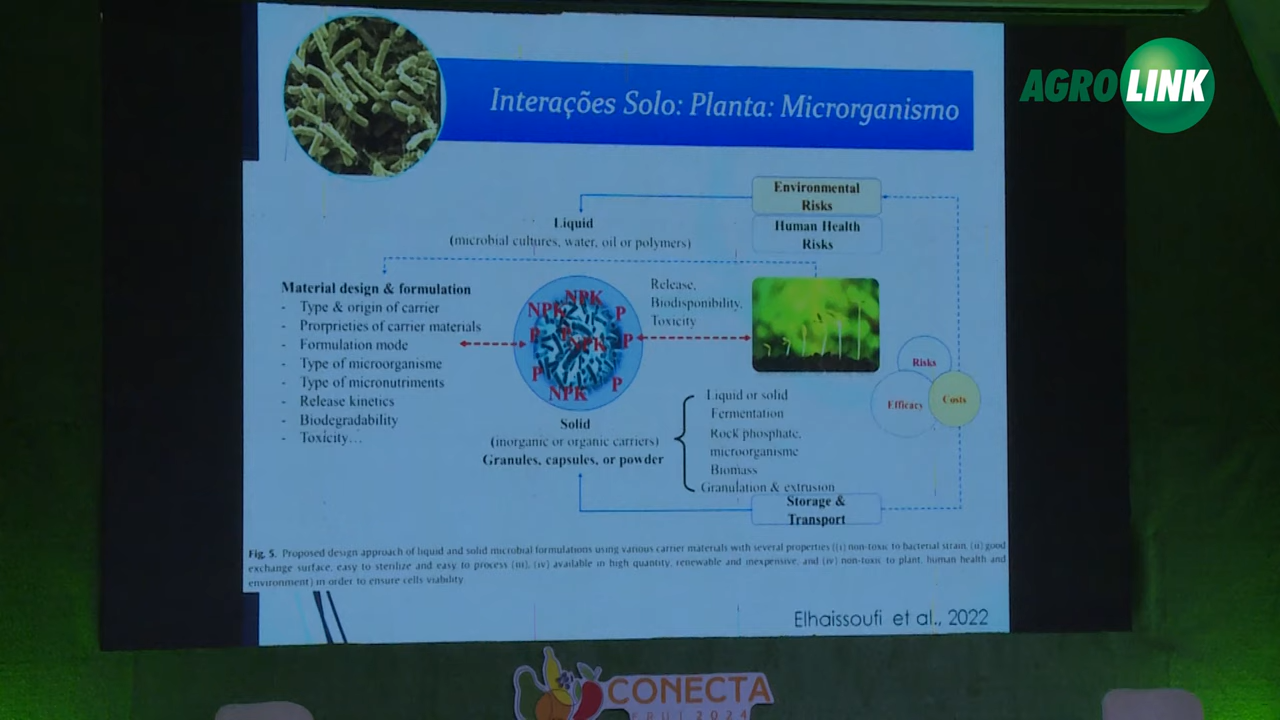 AGROLINK
Interações Solo: Planta: Microrganismo
Environmental
Risks
Human Health
Risks
Liquid
(microbial cultures, water, oil or polymers)
Material design & formulation
- Type & origin of carrier
- Prorprieties of carrier materials
- Formulation mode
- Type of microorganisme
- Type of micronutriments
- Release kinetics
- Biodegradability
- Toxicity…
NPK
NPK
P
P
P
NPK
P
P
P
NPK
Release,
Biodisponibility,
Toxicity
Risks
Efficacy
Costs
Solid
(inorganic or organic carriers)
Granules, capsules, or powder
Liquid or solid
Fermentation
Rock phosphate,
microorganisme
Biomass
Granulation & extrusion
Storage &
Transport
Fig. 5. Proposed design approach of liquid and solid microbial formulations using various carrier materials with several properties ((i) non-toxic to bacterial strain, (ii) good
exchange surface, easy to sterilize and easy to process (iii), (iv) available in high quantity, renewable and inexpensive, and (iv) non-toxic to plant, human health and
environment) in order to ensure cells viability.
Elhaissoufi et al., 2022
CONECTA
FRUT 2024